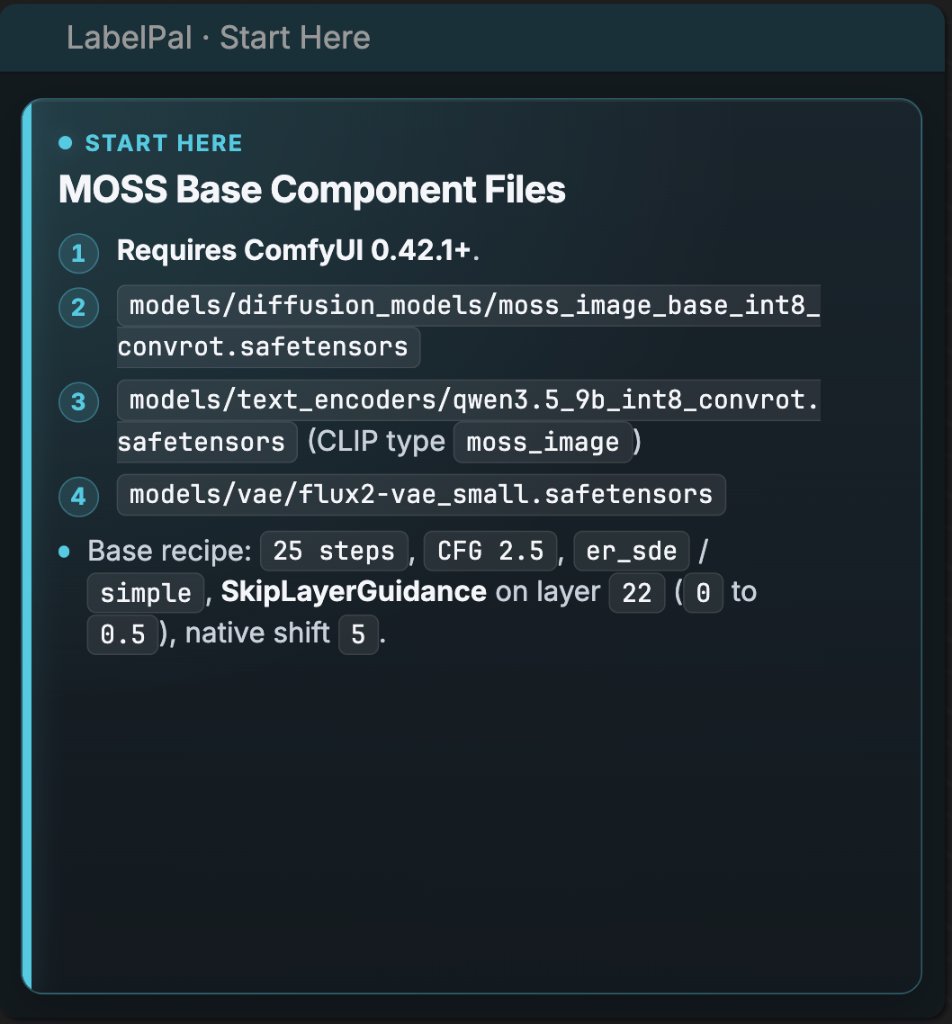 LabelPal · Start Here
• START HERE
MOSS Base Component Files
1 Requires ComfyUI 0.42.1+.
2 models/diffusion_models/moss_image_base_int8_
convrot.safetensors
3 models/text_encoders/qwen3.5_9b_int8_convrot.
safetensors (CLIP type moss_image)
4 models/vae/flux2-vae_small.safetensors
• Base recipe: 25 steps, CFG 2.5, er_sde /
simple, SkipLayerGuidance on layer 22 (0 to
0.5), native shift 5.